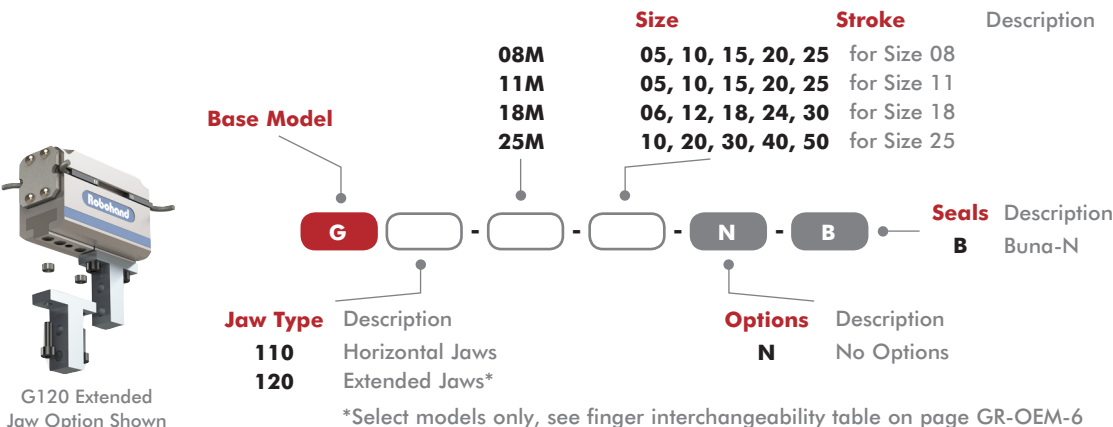 Size Stroke Description
08M 05, 10, 15, 20, 25 for Size 08
11M 05, 10, 15, 20, 25 for Size 11
18M 06, 12, 18, 24, 30 for Size 18
25M 10, 20, 30, 40, 50 for Size 25
Base Model
Robohand
G - - - N - B
Seals Description
B Buna-N
Jaw Type Description
110 Horizontal Jaws
120 Extended Jaws*
Options Description
N No Options
G120 Extended
Jaw Option Shown
*Select models only, see finger interchangeability table on page GR-OEM-6